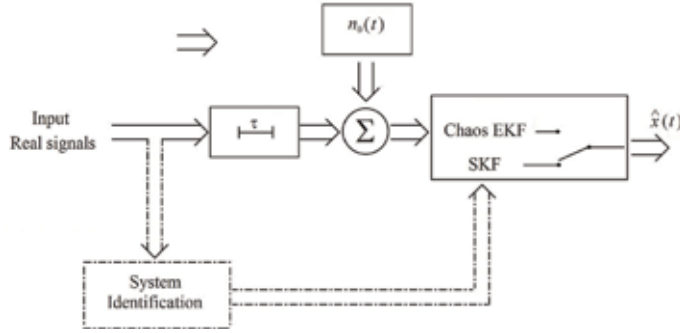 n₀(t)
Input
Real signals
τ
Σ
Chaos EKF
SKF
x̂(t)
System
Identification